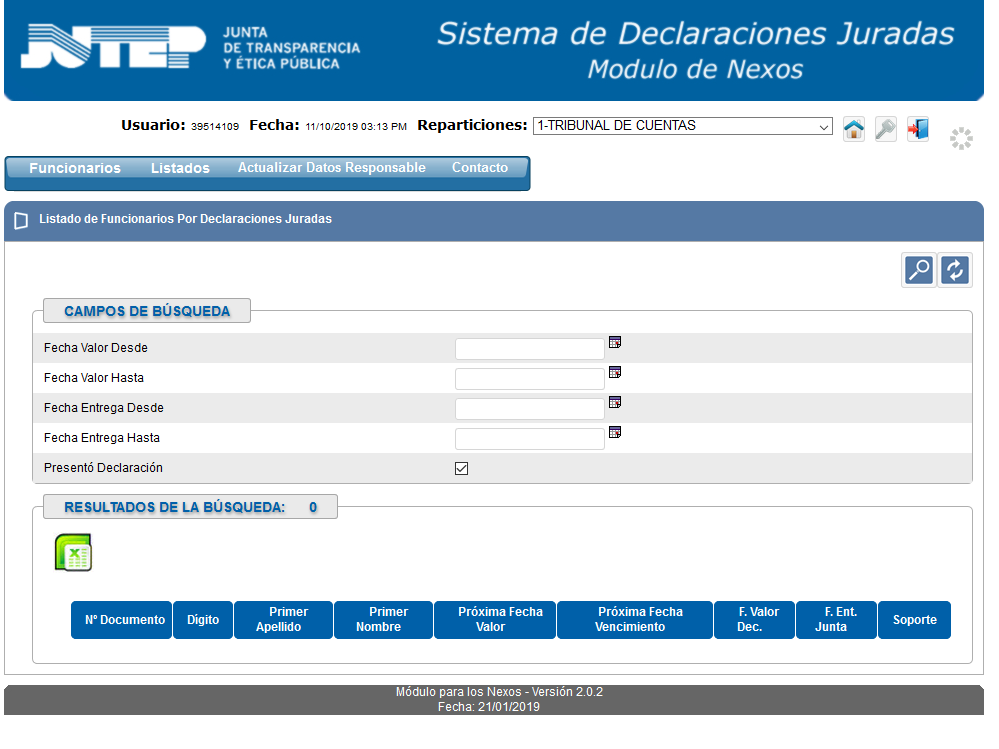 JUTEP
JUNTA
DE TRANSPARENCIA
Y ÉTICA PÚBLICA
Sistema de Declaraciones Juradas
Modulo de Nexos
Usuario: 39514109 Fecha: 11/10/2019 03:13 PM Reparticiones: 1-TRIBUNAL DE CUENTAS
Funcionarios Listados Actualizar Datos Responsable Contacto
Listado de Funcionarios Por Declaraciones Juradas
CAMPOS DE BÚSQUEDA
Fecha Valor Desde
Fecha Valor Hasta
Fecha Entrega Desde
Fecha Entrega Hasta
Presentó Declaración
RESULTADOS DE LA BÚSQUEDA: 0
Nº Documento Dígito Primer Apellido Primer Nombre Próxima Fecha Valor Próxima Fecha Vencimiento F. Valor Dec. F. Ent. Junta Soporte
Módulo para los Nexos - Versión 2.0.2
Fecha: 21/01/2019